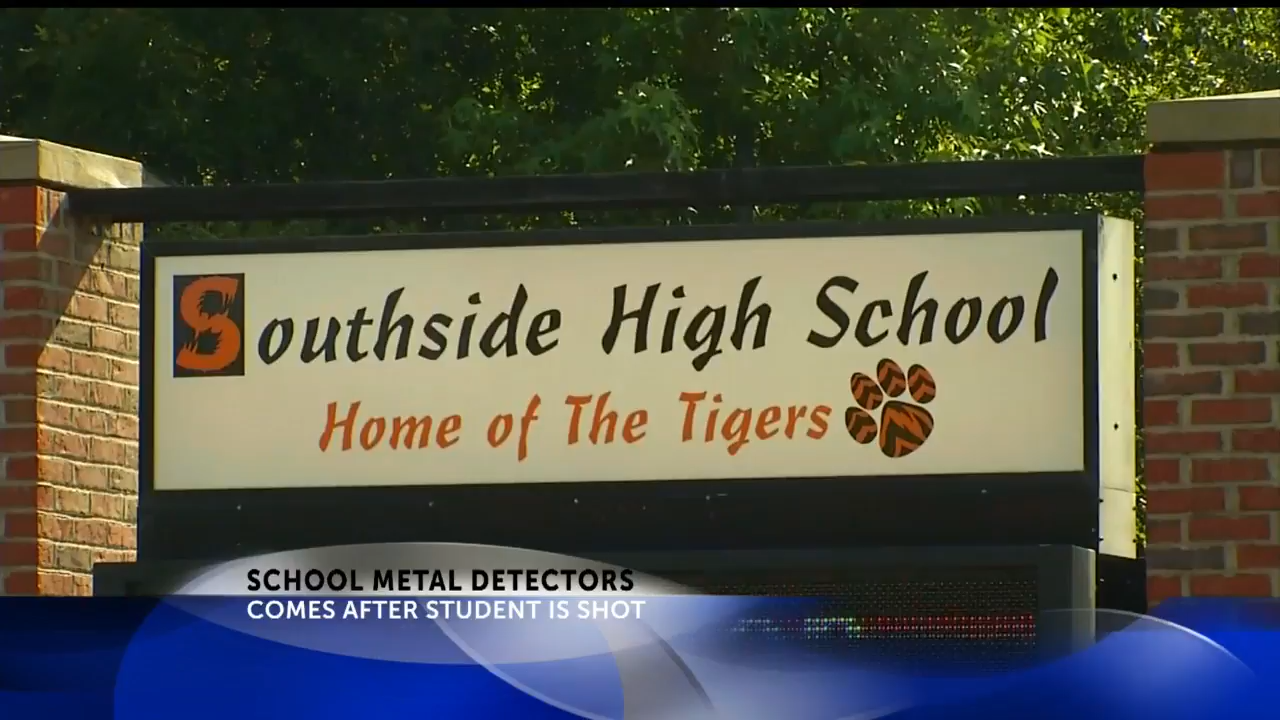 Southside High School
Home of The Tigers
SCHOOL METAL DETECTORS
COMES AFTER STUDENT IS SHOT